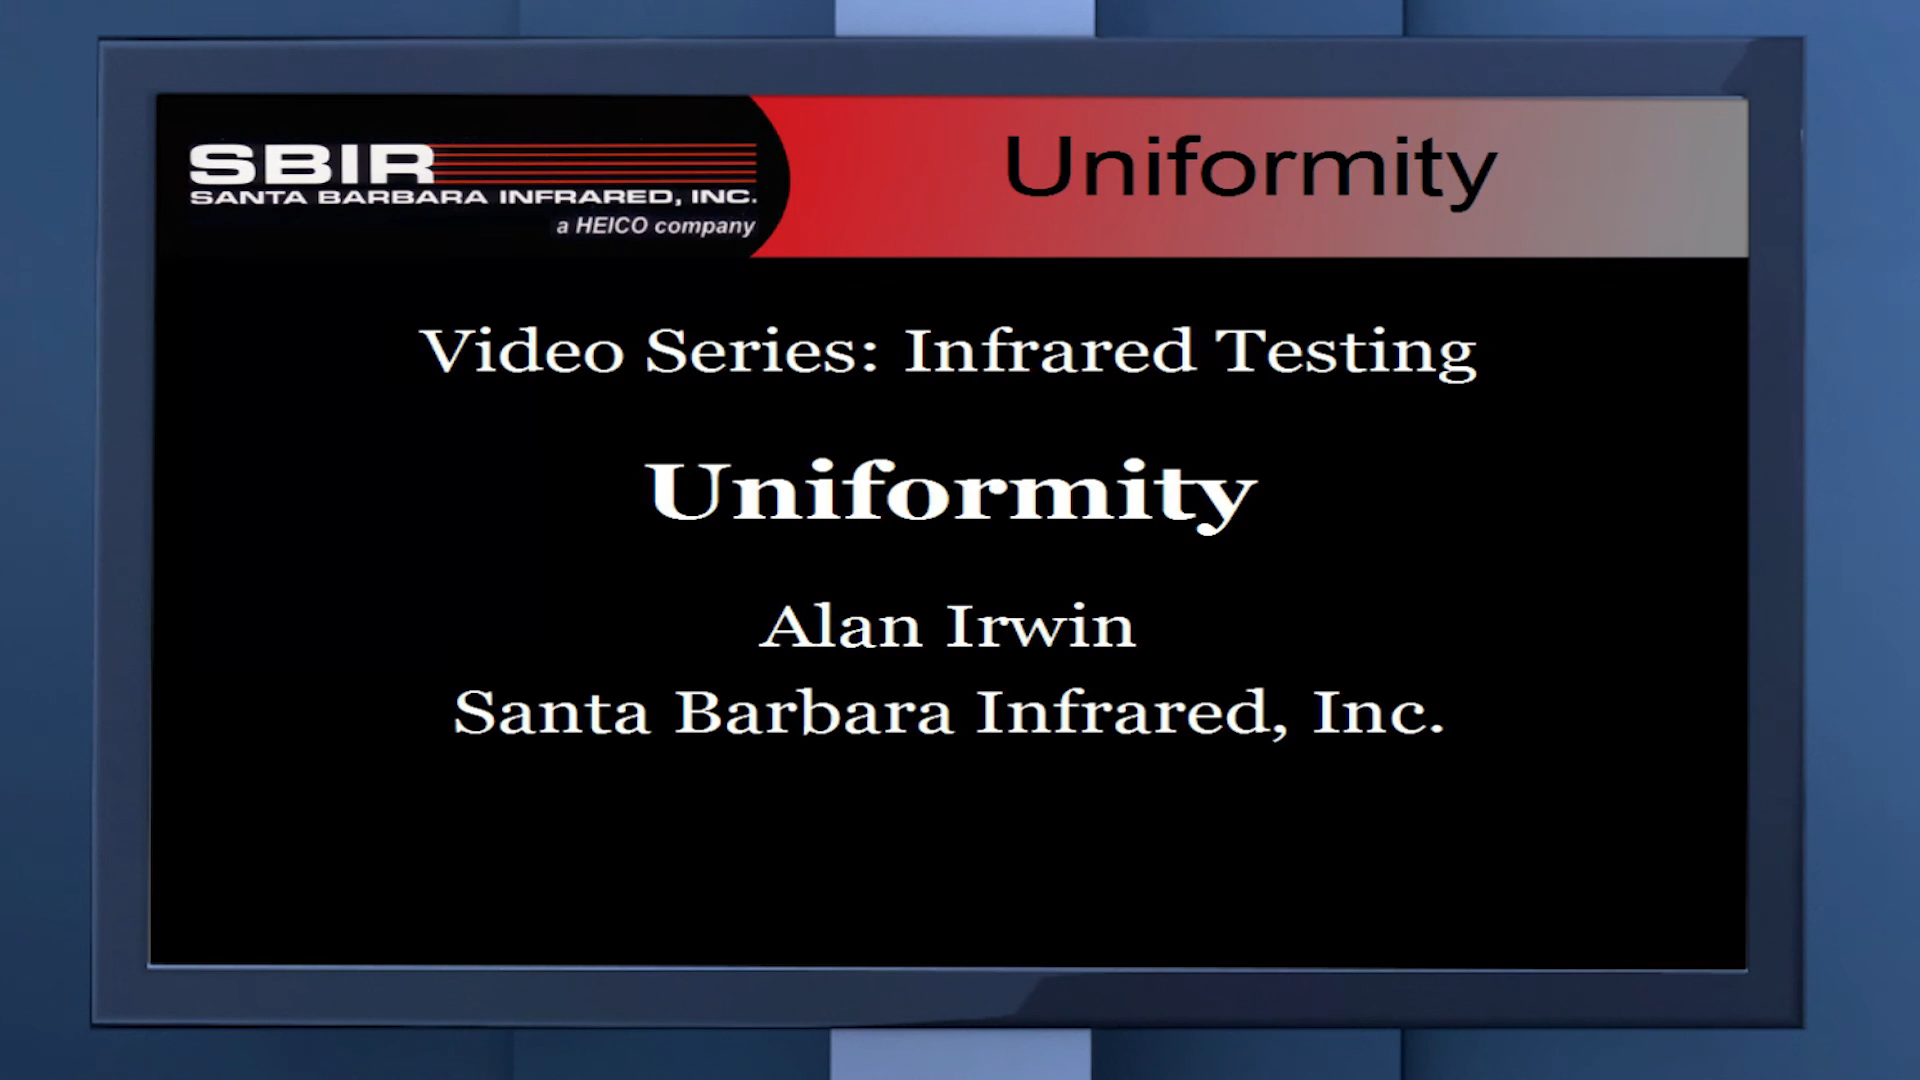 SBIR
SANTA BARBARA INFRARED, INC.
a HEICO company
Uniformity
Video Series: Infrared Testing
Uniformity
Alan Irwin
Santa Barbara Infrared, Inc.